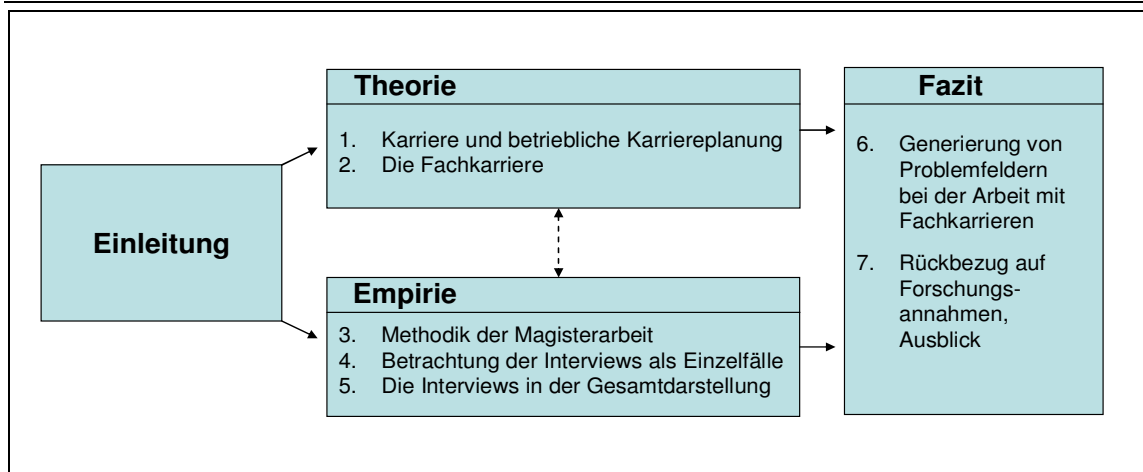 Einleitung
Theorie
1. Karriere und betriebliche Karriereplanung
2. Die Fachkarriere
Empirie
3. Methodik der Magisterarbeit
4. Betrachtung der Interviews als Einzelfälle
5. Die Interviews in der Gesamtdarstellung
Fazit
6. Generierung von
Problemfeldern
bei der Arbeit mit
Fachkarrieren
7. Rückbezug auf
Forschungs-
annahmen,
Ausblick